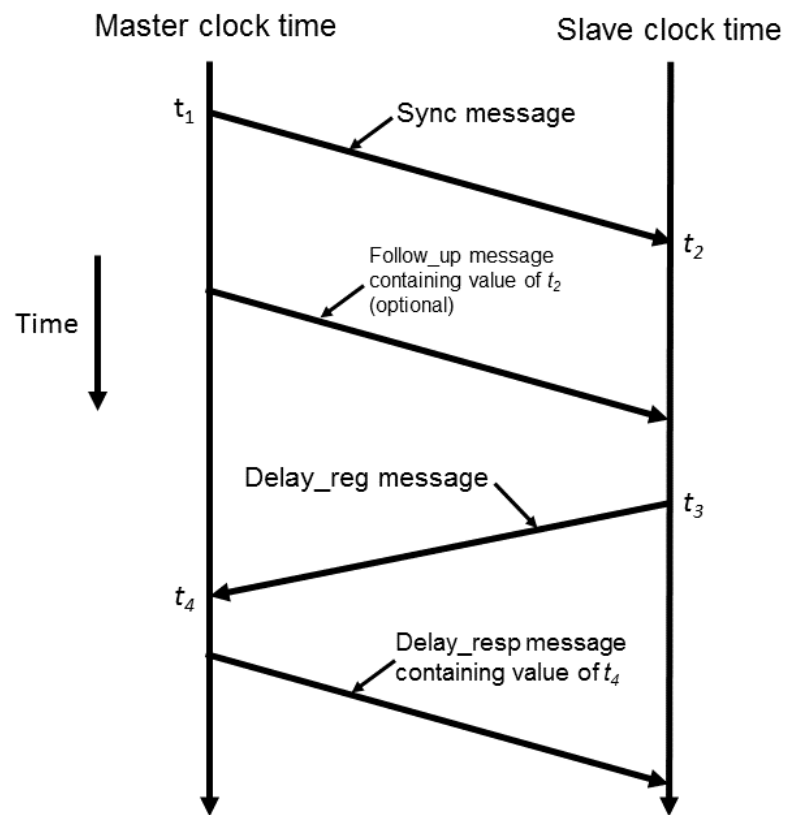 Master clock time
Slave clock time
t₁
Sync message
t₂
Follow_up message
containing value of t₂
(optional)
Time
Delay_reg message
t₃
t₄
Delay_resp message
containing value of t₄